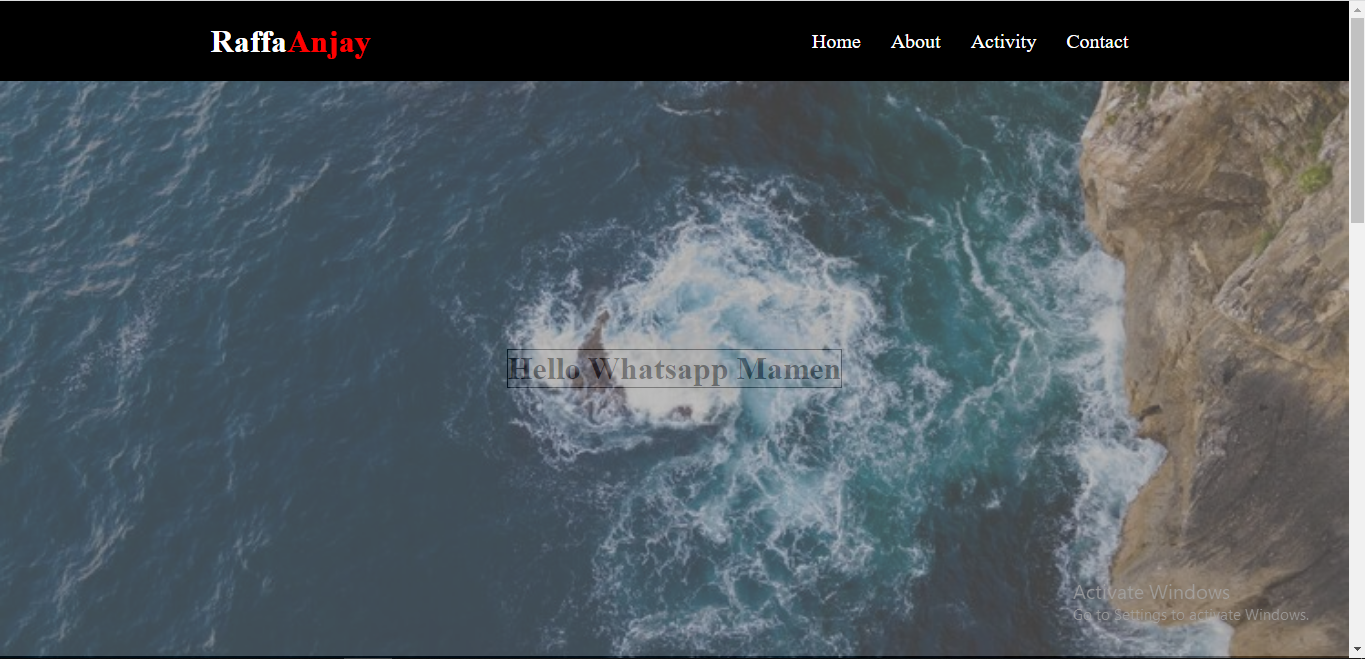 RaffaAnjay
Home About Activity Contact
Hello Whatsapp Mamen
Activate Windows
Go to Settings to activate Windows.